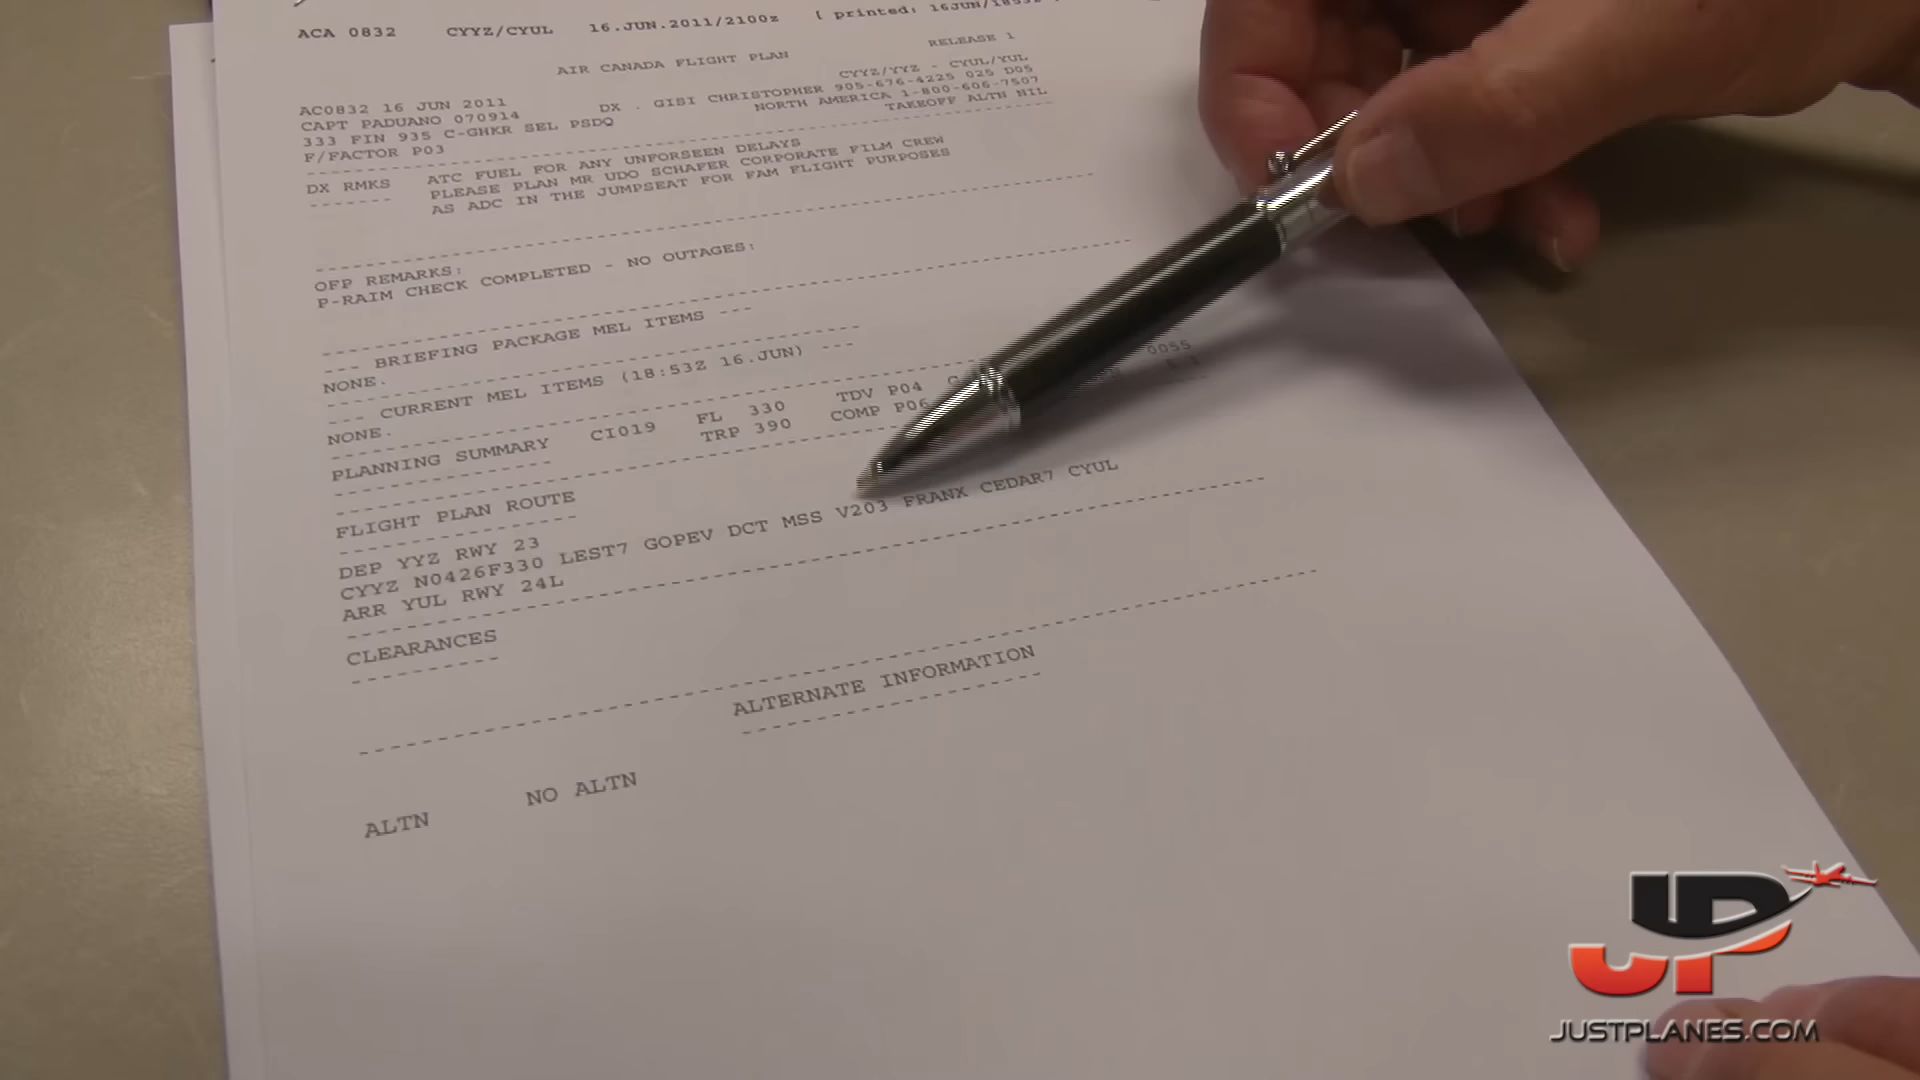 ACA 0832 CYYZ/CYUL 16.JUN.2011/2100z ( printed: 16JUN/1853z
AIR CANADA FLIGHT PLAN RELEASE 1
CYYZ/YYZ - CYUL/YUL
AC0832 16 JUN 2011 DX . GISI CHRISTOPHER 905-676-4225 025 D05
CAPT PADUANO 070914 NORTH AMERICA 1-800-606-7507
333 FIN 935 C-GHKR SEL PSDQ TAKEOFF ALTN NIL
F/FACTOR P03
DX RMKS ATC FUEL FOR ANY UNFORSEEN DELAYS
------- PLEASE PLAN MR UDO SCHAFER CORPORATE FILM CREW
AS ADC IN THE JUMPSEAT FOR FAM FLIGHT PURPOSES
OFP REMARKS:
P-RAIM CHECK COMPLETED - NO OUTAGES:
--- BRIEFING PACKAGE MEL ITEMS ---
NONE.
--- CURRENT MEL ITEMS (18:53Z 16.JUN) ---
NONE.
PLANNING SUMMARY CI019 FL 330 TDV P04 0055
TRP 390 COMP P06
FLIGHT PLAN ROUTE
DEP YYZ RWY 23
CYYZ N0426F330 LEST7 GOPEV DCT MSS V203 FRANX CEDAR7 CYUL
ARR YUL RWY 24L
CLEARANCES
ALTERNATE INFORMATION
ALTN NO ALTN
JP
JUSTPLANES.COM